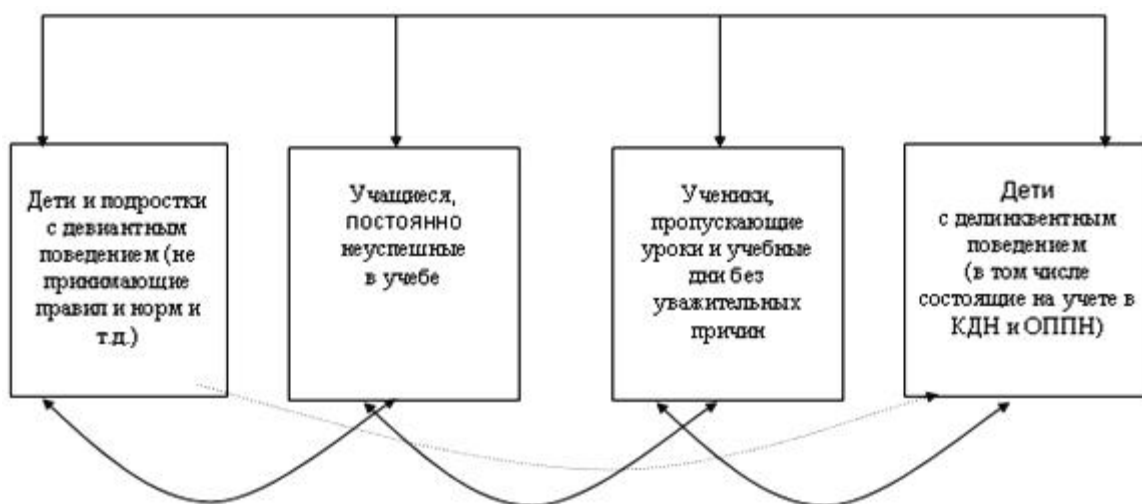 Дети и подростки
с девиантным
поведением (не
принимающие
правил и норм и
т.д.)
Учащиеся,
постоянно
неуспешные
в учебе
Ученики,
пропускающие
уроки и учебные
дни без
уважительных
причин
Дети
с делинквентным
поведением
(в том числе
состоящие на учете в
КДН и ОППН)